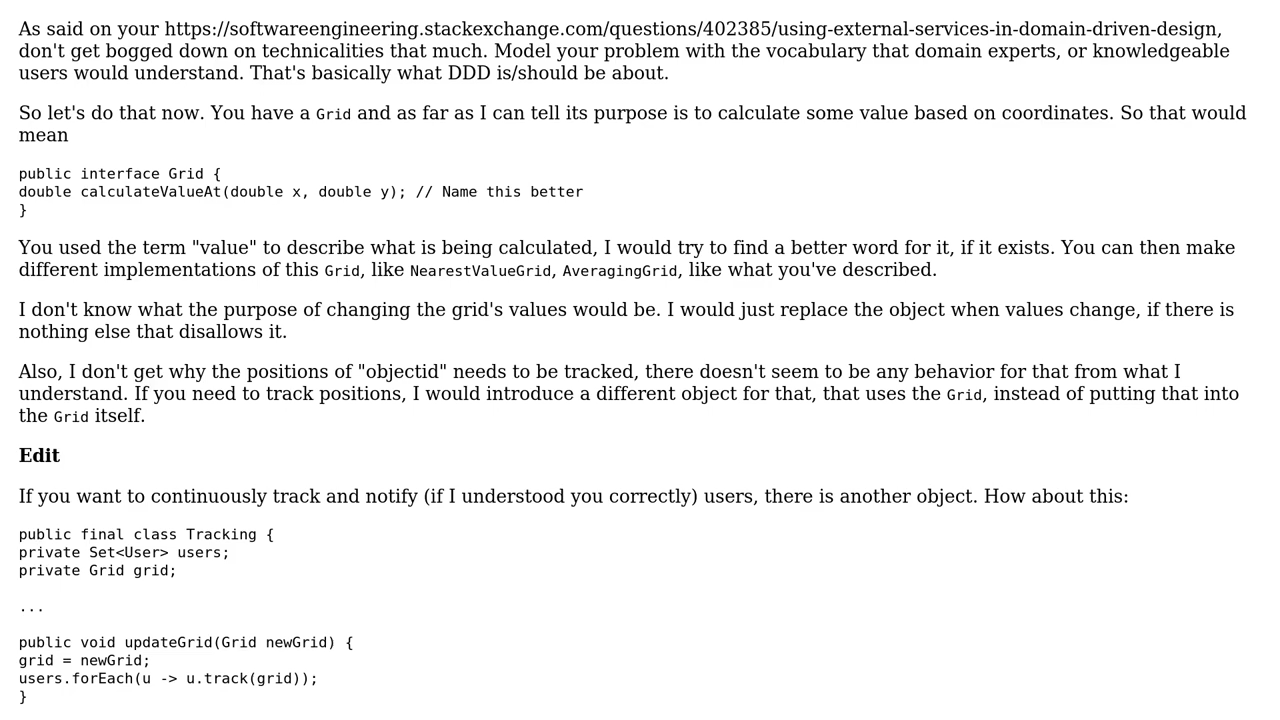 As said on your https://softwareengineering.stackexchange.com/questions/402385/using-external-services-in-domain-driven-design,
don't get bogged down on technicalities that much. Model your problem with the vocabulary that domain experts, or knowledgeable
users would understand. That's basically what DDD is/should be about.
So let's do that now. You have a Grid and as far as I can tell its purpose is to calculate some value based on coordinates. So that would
mean
public interface Grid {
double calculateValueAt(double x, double y); // Name this better
}
You used the term "value" to describe what is being calculated, I would try to find a better word for it, if it exists. You can then make
different implementations of this Grid, like NearestValueGrid, AveragingGrid, like what you've described.
I don't know what the purpose of changing the grid's values would be. I would just replace the object when values change, if there is
nothing else that disallows it.
Also, I don't get why the positions of "objectid" needs to be tracked, there doesn't seem to be any behavior for that from what I
understand. If you need to track positions, I would introduce a different object for that, that uses the Grid, instead of putting that into
the Grid itself.
Edit
If you want to continuously track and notify (if I understood you correctly) users, there is another object. How about this:
public final class Tracking {
private Set<User> users;
private Grid grid;
...
public void updateGrid(Grid newGrid) {
grid = newGrid;
users.forEach(u -> u.track(grid));
}